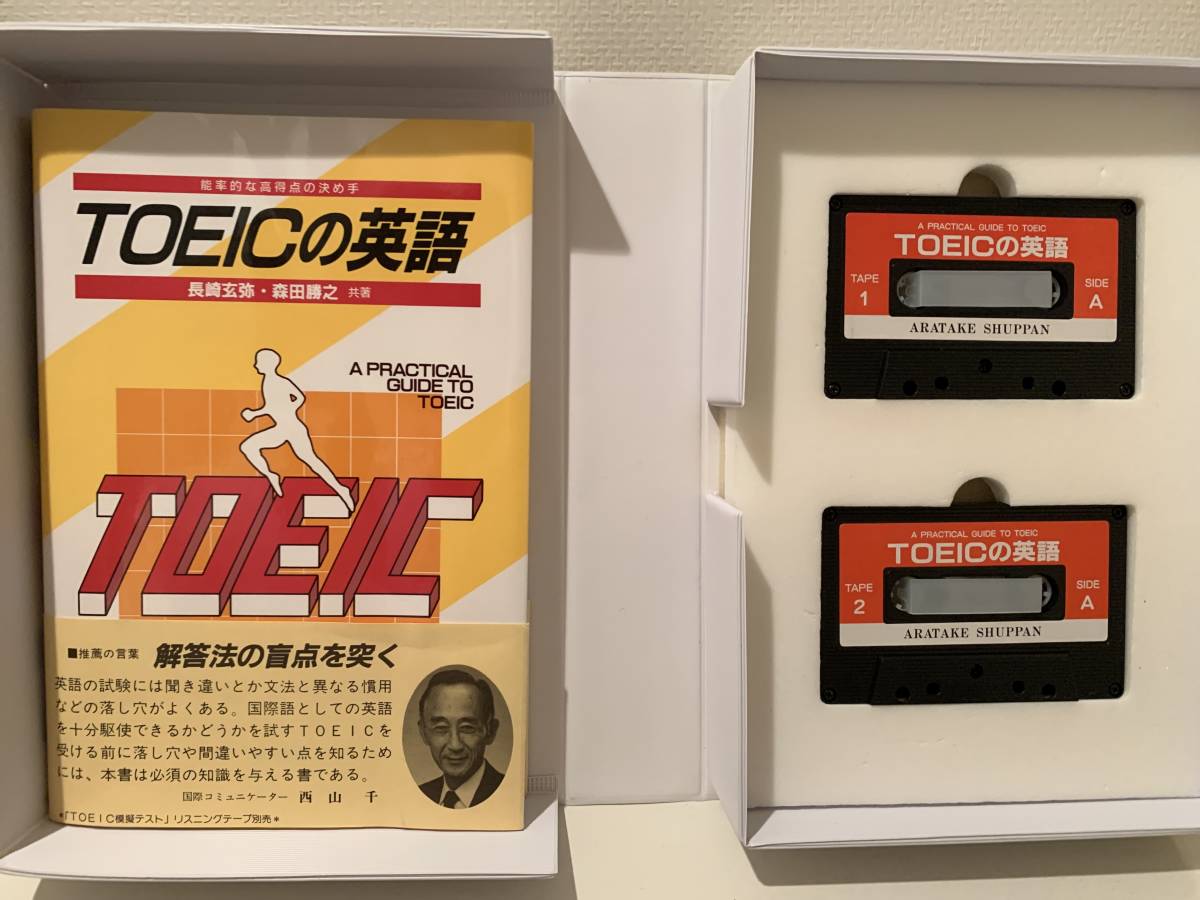 能率的な高得点の決め手
TOEICの英語
長崎玄弥・森田勝之 共著
A PRACTICAL
GUIDE TO
TOEIC
TOEIC
■推薦の言葉 解答法の盲点を突く
英語の試験には聞き違いとか文法と異なる慣用
などの落し穴がよくある。国際語としての英語
を十分駆使できるかどうかを試すTOEICを
受ける前に落し穴や間違いやすい点を知るため
には、本書は必須の知識を与える書である。
国際コミュニケーター 西山千
*「TOEIC模擬テスト」リスニングテープ別売*
A PRACTICAL GUIDE TO TOEIC
TOEICの英語
TAPE
1
SIDE
A
ARATAKE SHUPPAN
A PRACTICAL GUIDE TO TOEIC
TOEICの英語
TAPE
2
SIDE
A
ARATAKE SHUPPAN